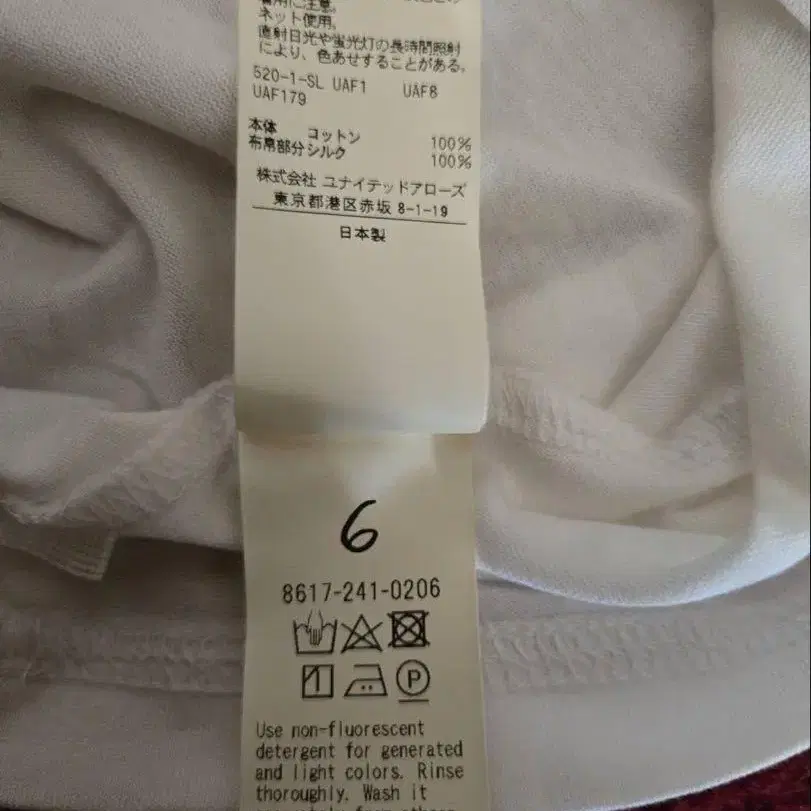 着用に注意。
ネット使用。
直射日光や蛍光灯の長時間照射
により、色あせすることがある。
520-1-SL UAF1 UAF8
UAF179
本体 コットン 100%
布帛部分シルク 100%
株式会社 ユナイテッドアローズ
東京都港区赤坂 8-1-19
日本製
6
8617-241-0206
P
Use non-fluorescent
detergent for generated
and light colors. Rinse
thoroughly. Wash it